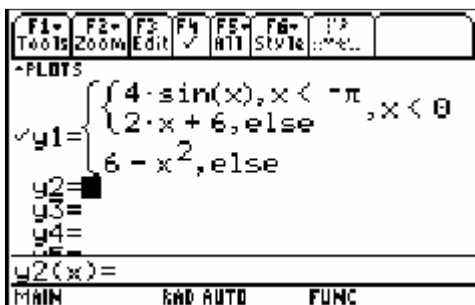 F1▾ Tools F2▾ Zoom F3 Edit F4 ✓ F5▾ All F6▾ Style
▴PLOTS
✓y1={ { 4·sin(x), x < -π
2·x + 6, else , x < 0
6 - x², else
y2=
y3=
y4=
y2(x)=
MAIN RAD AUTO FUNC